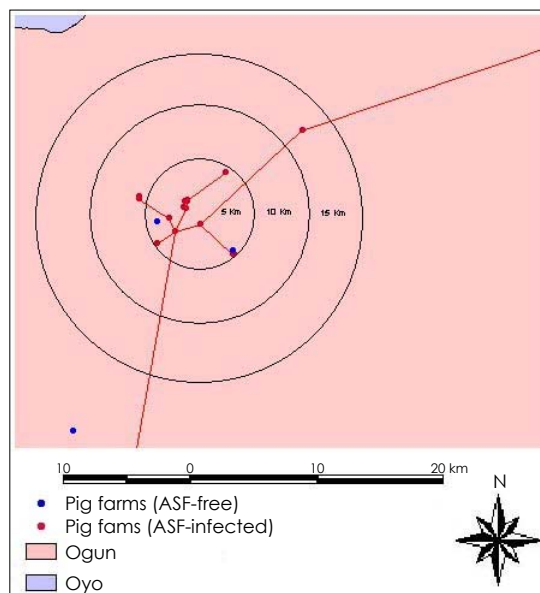 5 Km 10 Km 15 Km
10 0 10 20 km
N
Pig farms (ASF-free)
Pig fams (ASF-infected)
Ogun
Oyo